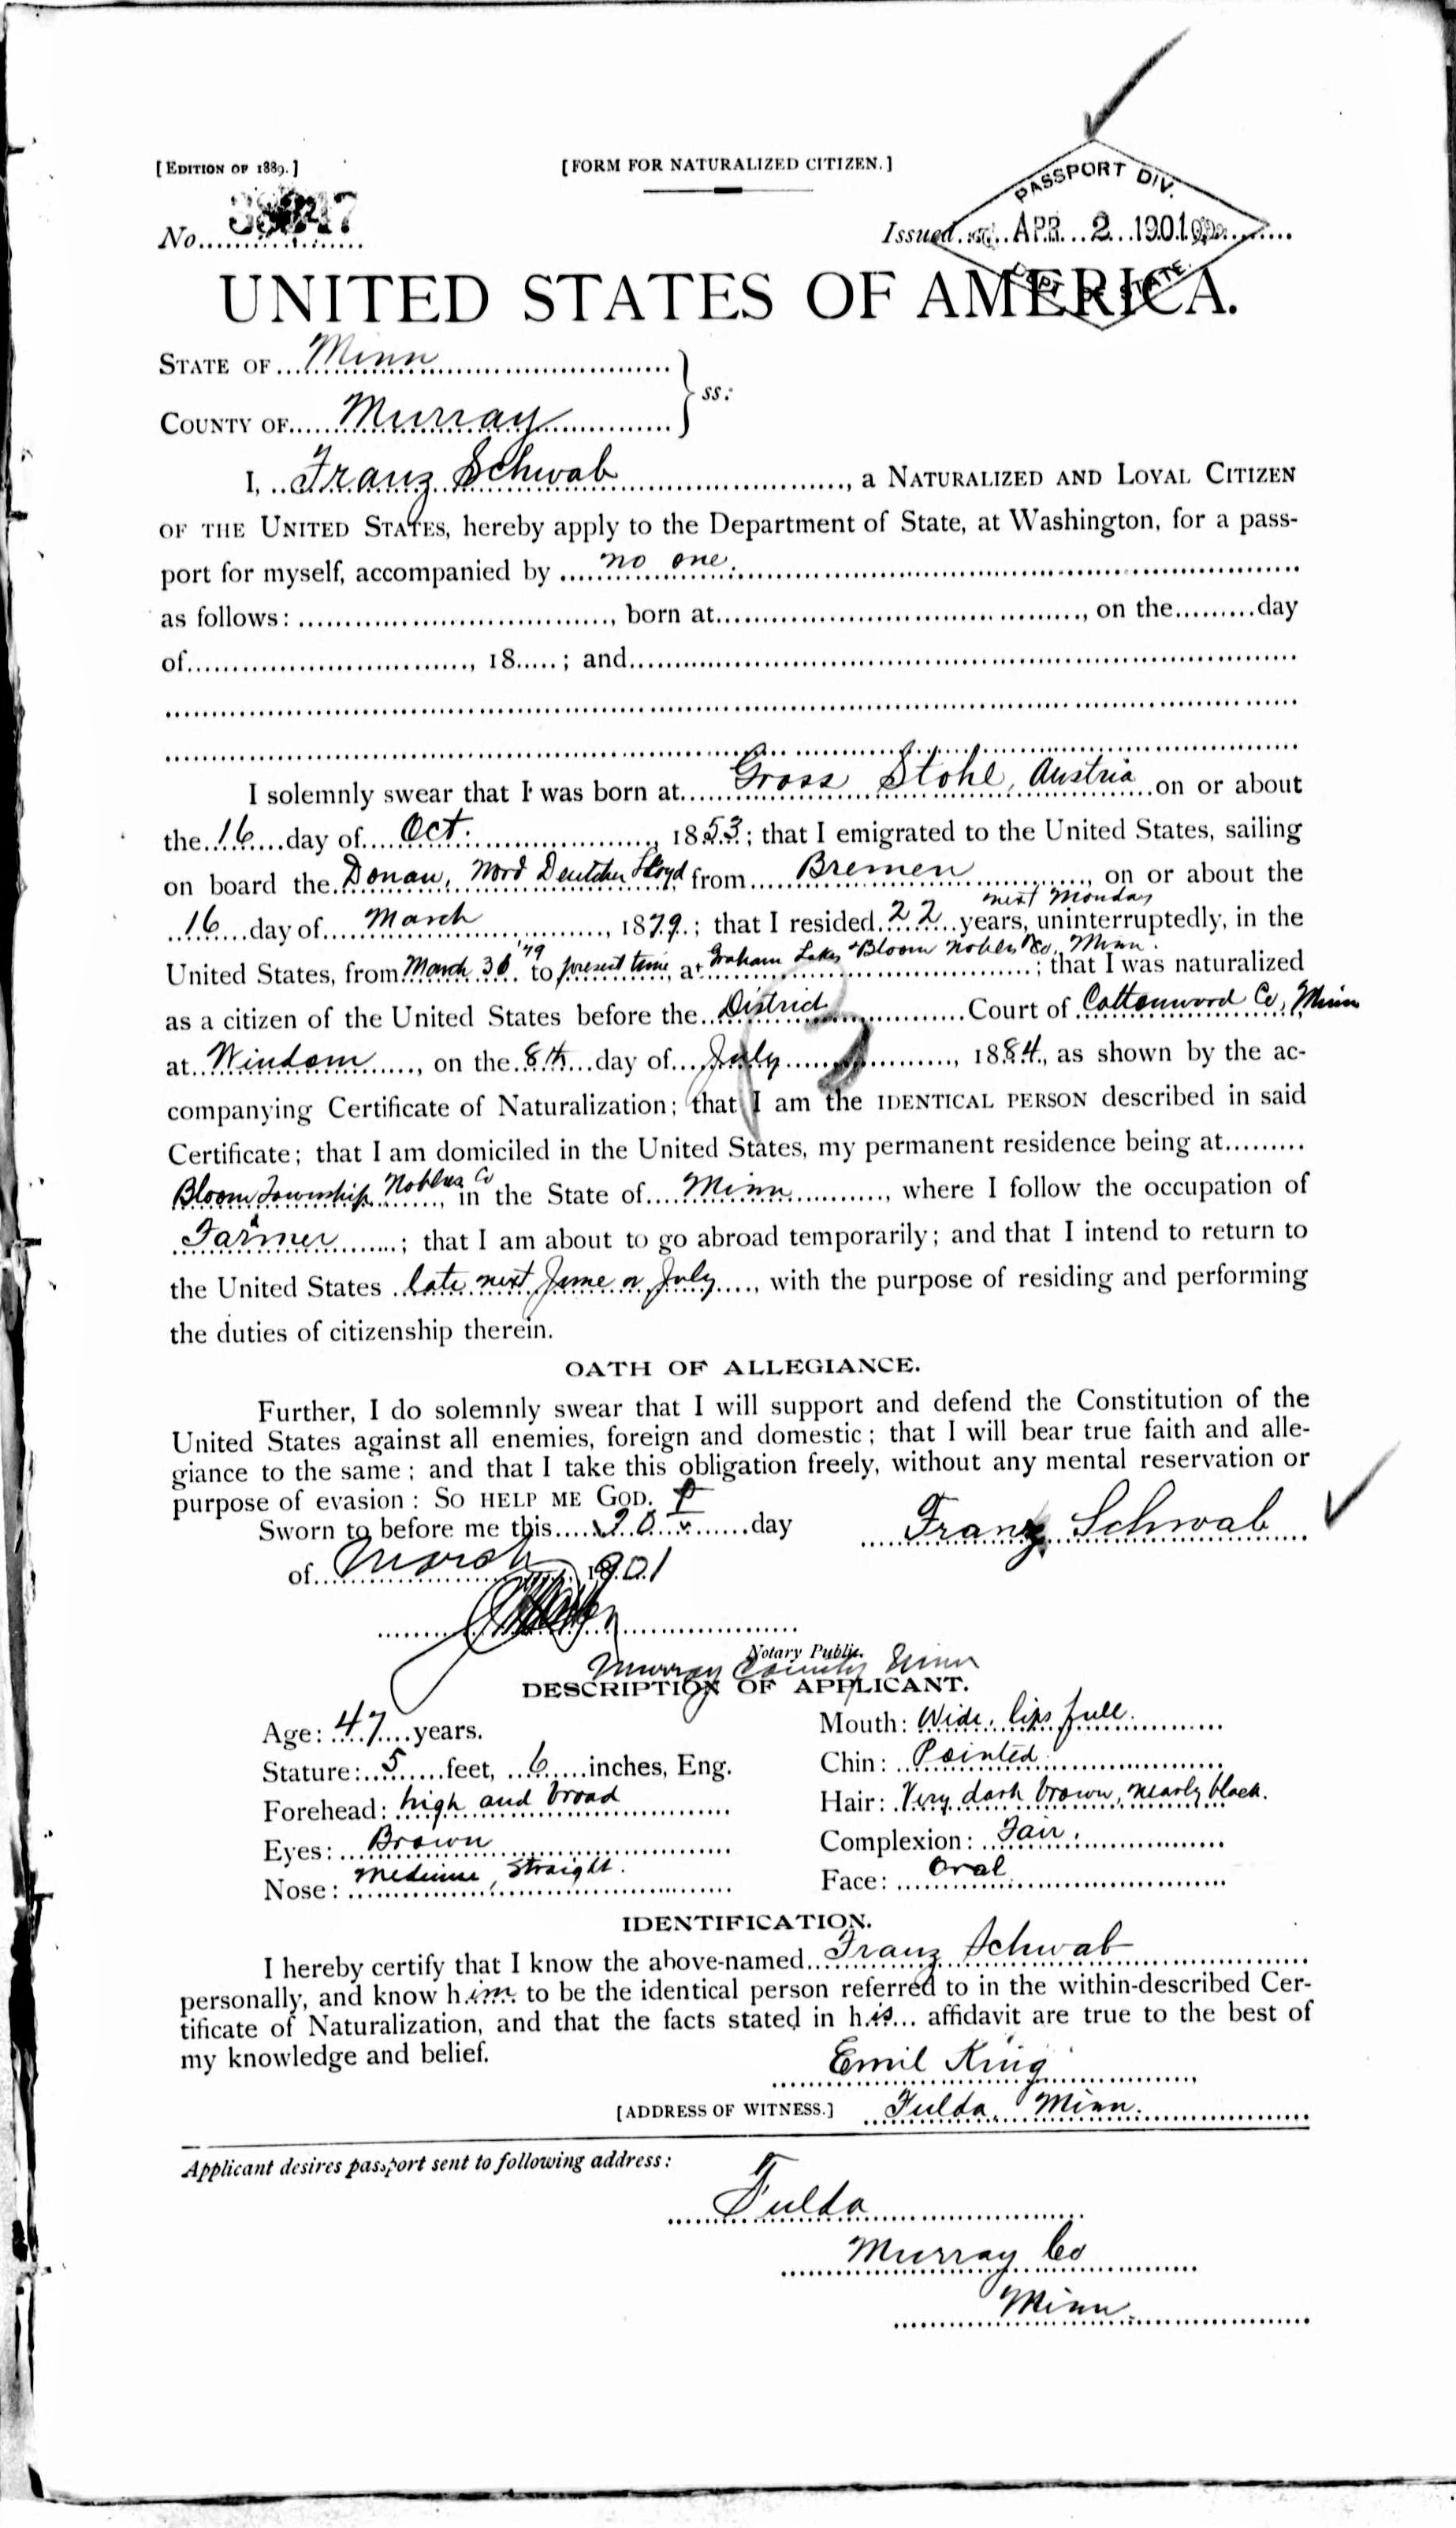 [EDITION OF 1889.] [FORM FOR NATURALIZED CITIZEN.]
PASSPORT DIV.
No. Issued APR 2 1901
DEPT OF STATE.
UNITED STATES OF AMERICA.
STATE OF Minn
COUNTY OF Murray } ss:
I, Franz Schwab, a NATURALIZED AND LOYAL CITIZEN
OF THE UNITED STATES, hereby apply to the Department of State, at Washington, for a pass-
port for myself, accompanied by no one.
as follows: , born at , on the day
of , 18 ; and
I solemnly swear that I was born at Gross Stohl, Austria on or about
the 16 day of Oct. , 1853; that I emigrated to the United States, sailing
on board the Donau, Nord Deutcher Lloyd from Bremen , on or about the
16 day of March , 1879; that I resided 22 years, next Monday uninterruptedly, in the
United States, from March 30 '79 to present time, at Graham Lakes & Bloom Nobles Co, Minn. ; that I was naturalized
as a citizen of the United States before the District Court of Cottonwood Co, Minn
at Windom , on the 8th day of July , 1884, as shown by the ac-
companying Certificate of Naturalization; that I am the IDENTICAL PERSON described in said
Certificate; that I am domiciled in the United States, my permanent residence being at
Bloom Township Nobles Co , in the State of Minn , where I follow the occupation of
Farmer ; that I am about to go abroad temporarily; and that I intend to return to
the United States late next June or July , with the purpose of residing and performing
the duties of citizenship therein.
OATH OF ALLEGIANCE.
Further, I do solemnly swear that I will support and defend the Constitution of the
United States against all enemies, foreign and domestic; that I will bear true faith and alle-
giance to the same; and that I take this obligation freely, without any mental reservation or
purpose of evasion: SO HELP ME GOD.
Sworn to before me this 20 day Franz Schwab
of March 1901
Notary Public.
Murray County Minn
DESCRIPTION OF APPLICANT.
Age: 47 years. Mouth: Wide, lips full.
Stature: 5 feet, 6 inches, Eng. Chin: Pointed
Forehead: high and broad Hair: Very dark brown, nearly black.
Eyes: Brown Complexion: Fair.
Nose: Medium, straight. Face: Oval
IDENTIFICATION.
I hereby certify that I know the above-named Franz Schwab
personally, and know him to be the identical person referred to in the within-described Cer-
tificate of Naturalization, and that the facts stated in his affidavit are true to the best of
my knowledge and belief.
Emil King
[ADDRESS OF WITNESS.] Fulda, Minn.
Applicant desires passport sent to following address:
Fulda
Murray Co
Minn.